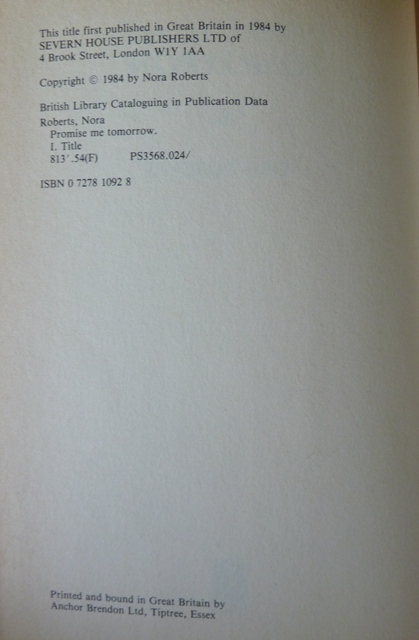 This title first published in Great Britain in 1984 by
SEVERN HOUSE PUBLISHERS LTD of
4 Brook Street, London W1Y 1AA
Copyright © 1984 by Nora Roberts
British Library Cataloguing in Publication Data
Roberts, Nora
Promise me tomorrow.
I. Title
813'.54(F) PS3568.024/
ISBN 0 7278 1092 8
Printed and bound in Great Britain by
Anchor Brendon Ltd, Tiptree, Essex